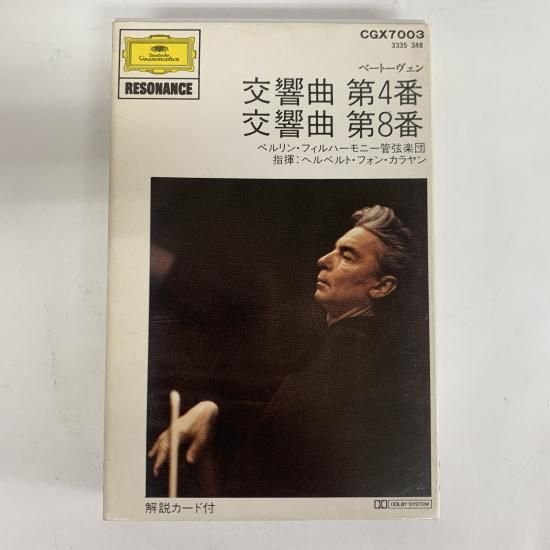 Deutsche
Grammophon
RESONANCE
CGX7003
3335 348
ベートーヴェン
交響曲 第4番
交響曲 第8番
ベルリン・フィルハーモニー管弦楽団
指揮:ヘルベルト・フォン・カラヤン
解説カード付
DOLBY SYSTEM